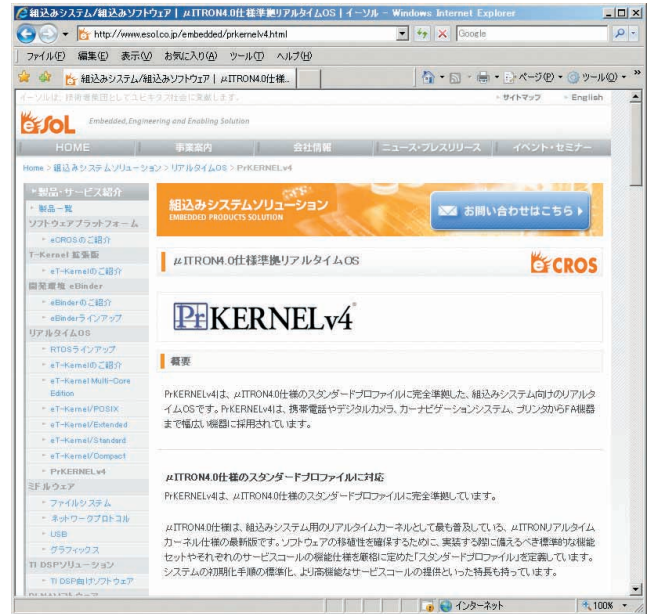 組込みシステム/組込みソフトウェア | μITRON4.0仕様準拠リアルタイムOS | イーソル - Windows Internet Explorer
http://www.esol.co.jp/embedded/prkernelv4.html
Google
ファイル(F) 編集(E) 表示(V) お気に入り(A) ツール(T) ヘルプ(H)
組込みシステム/組込みソフトウェア | μITRON4.0仕様準拠...
ページ(P) ツール(O) »
イーソルは、技術者集団としてユビキタス社会に貢献します。
サイトマップ English
eSOL Embedded, Engineering and Enabling Solution
HOME 事業案内 会社情報 ニュース・プレスリリース イベント・セミナー
Home > 組込みシステムソリューション > リアルタイムOS > PrKERNELv4
製品・サービス紹介
製品一覧
ソフトウェアプラットフォーム
eCROSのご紹介
T-Kernel 拡張版
eT-Kernelのご紹介
開発環境 eBinder
eBinderのご紹介
eBinderラインアップ
リアルタイムOS
RTOSラインアップ
eT-Kernelのご紹介
eT-Kernel Multi-Core
Edition
eT-Kernel/POSIX
eT-Kernel/Extended
eT-Kernel/Standard
eT-Kernel/Compact
PrKERNELv4
ミドルウェア
ファイルシステム
ネットワークプロトコル
USB
グラフィックス
TI DSPソリューション
TI DSP向けソフトウェア
組込みシステムソリューション
EMBEDDED PRODUCTS SOLUTION
お問い合わせはこちら
μITRON4.0仕様準拠リアルタイムOS
eCROS
PrKERNELv4
概要
PrKERNELv4は、μITRON4.0仕様のスタンダードプロファイルに完全準拠した、組込みシステム向けのリアルタ
イムOSです。PrKERNELv4は、携帯電話やデジタルカメラ、カーナビゲーションシステム、プリンタからFA機器
まで幅広い機器に採用されています。
μITRON4.0仕様のスタンダードプロファイルに対応
PrKERNELv4は、μITRON4.0仕様のスタンダードプロファイルに完全準拠しています。
μITRON4.0仕様は、組込みシステム用のリアルタイムカーネルとして最も普及している、μITRONリアルタイム
カーネル仕様の最新版です。ソフトウェアの移植性を確保するために、実装する際に備えるべき標準的な機能
セットやそれぞれのサービスコールの機能仕様を厳格に定めた「スタンダードプロファイル」を定義しています。
システムの初期化手順の標準化、より高機能なサービスコールの提供といった特長も持っています。
インターネット 100%